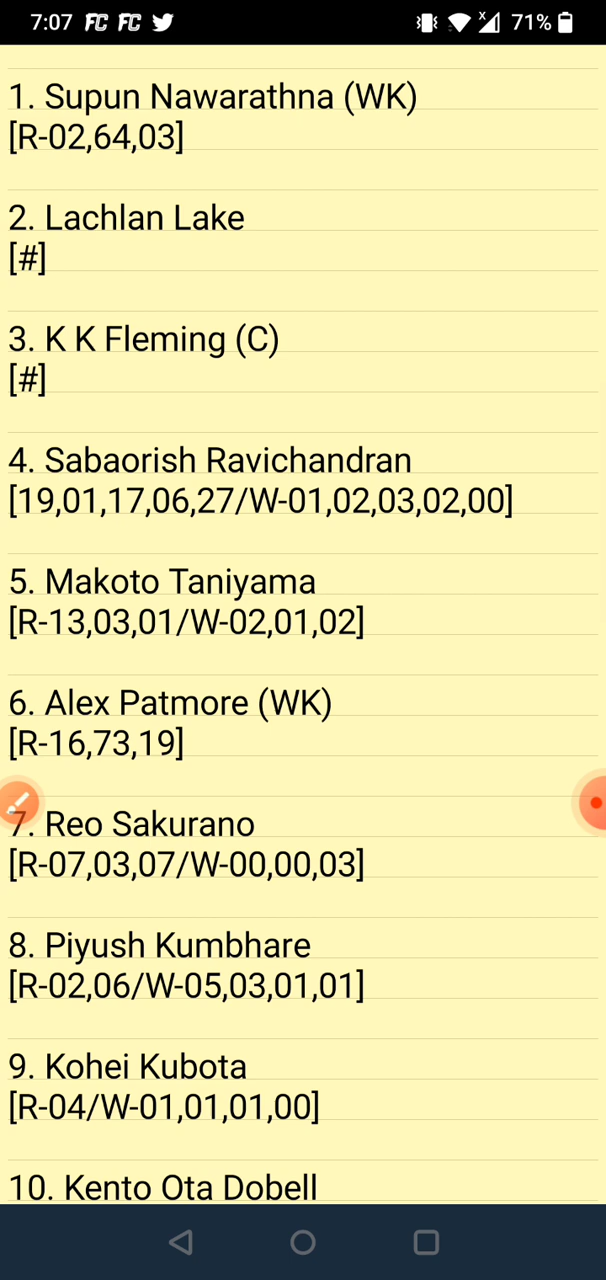 7:07 FC FC x 71%
1. Supun Nawarathna (WK)
[R-02,64,03]
2. Lachlan Lake
[#]
3. K K Fleming (C)
[#]
4. Sabaorish Ravichandran
[19,01,17,06,27/W-01,02,03,02,00]
5. Makoto Taniyama
[R-13,03,01/W-02,01,02]
6. Alex Patmore (WK)
[R-16,73,19]
7. Reo Sakurano
[R-07,03,07/W-00,00,03]
8. Piyush Kumbhare
[R-02,06/W-05,03,01,01]
9. Kohei Kubota
[R-04/W-01,01,01,00]
10. Kento Ota Dobell